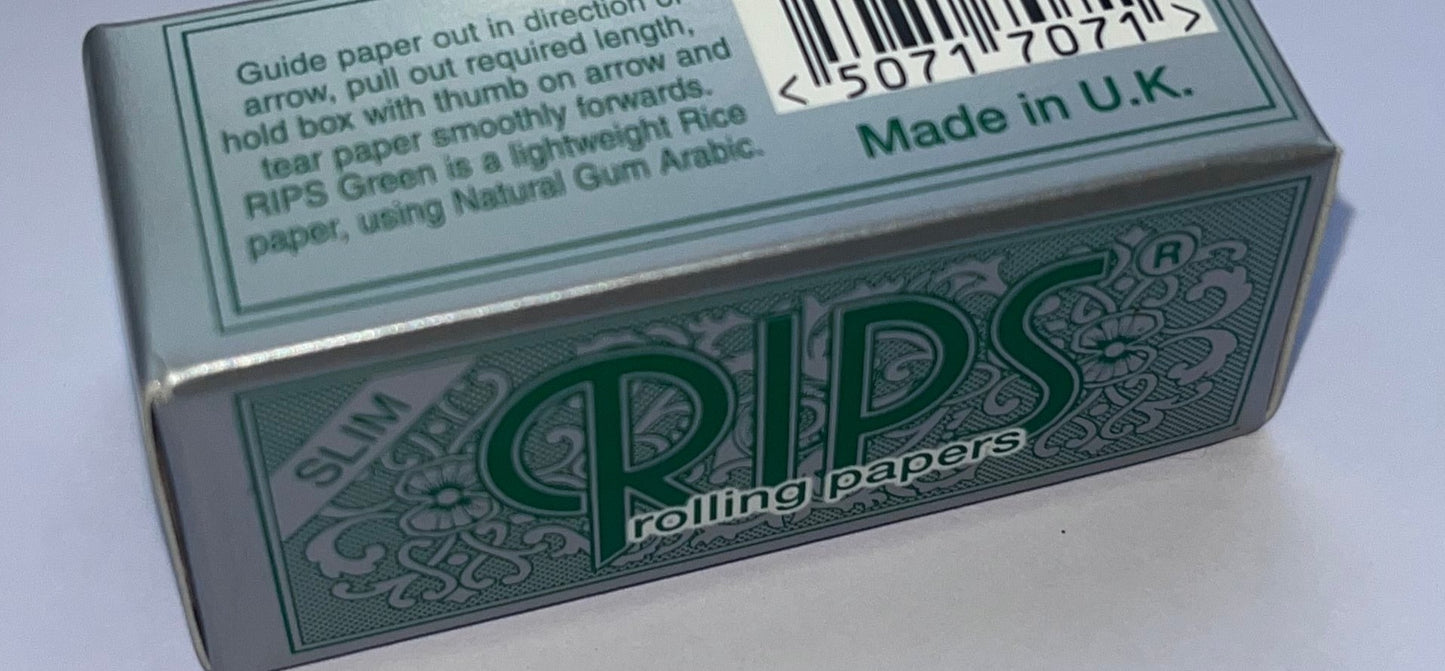 Guide paper out in direction of
arrow, pull out required length,
hold box with thumb on arrow and
tear paper smoothly forwards.
RIPS Green is a lightweight Rice
paper, using Natural Gum Arabic.
<5071 7071>
Made in U.K.
SLIM
RIPS®
rolling papers